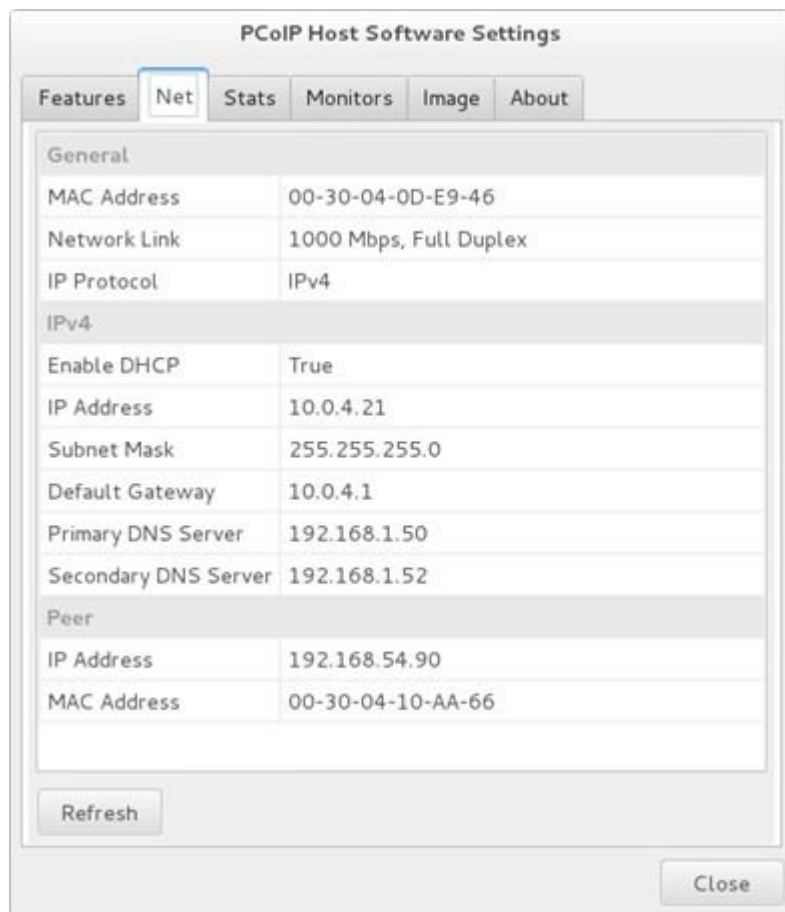 PCoIP Host Software Settings
Features Net Stats Monitors Image About
General
MAC Address 00-30-04-0D-E9-46
Network Link 1000 Mbps, Full Duplex
IP Protocol IPv4
IPv4
Enable DHCP True
IP Address 10.0.4.21
Subnet Mask 255.255.255.0
Default Gateway 10.0.4.1
Primary DNS Server 192.168.1.50
Secondary DNS Server 192.168.1.52
Peer
IP Address 192.168.54.90
MAC Address 00-30-04-10-AA-66
Refresh
Close